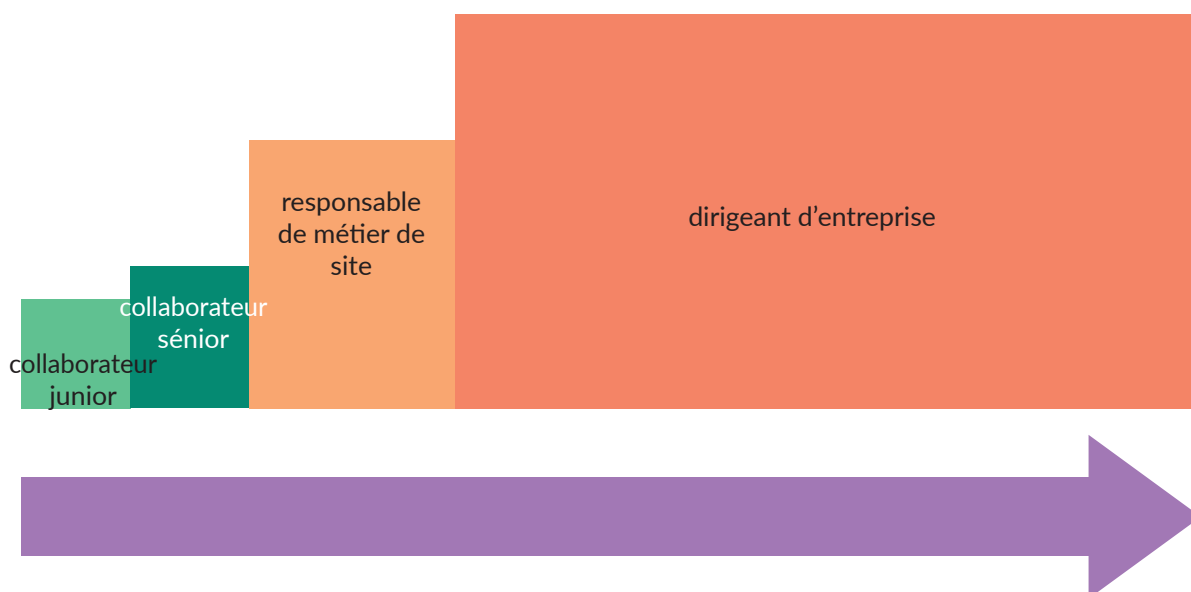 collaborateur
junior
collaborateur
sénior
responsable
de métier de
site
dirigeant d’entreprise